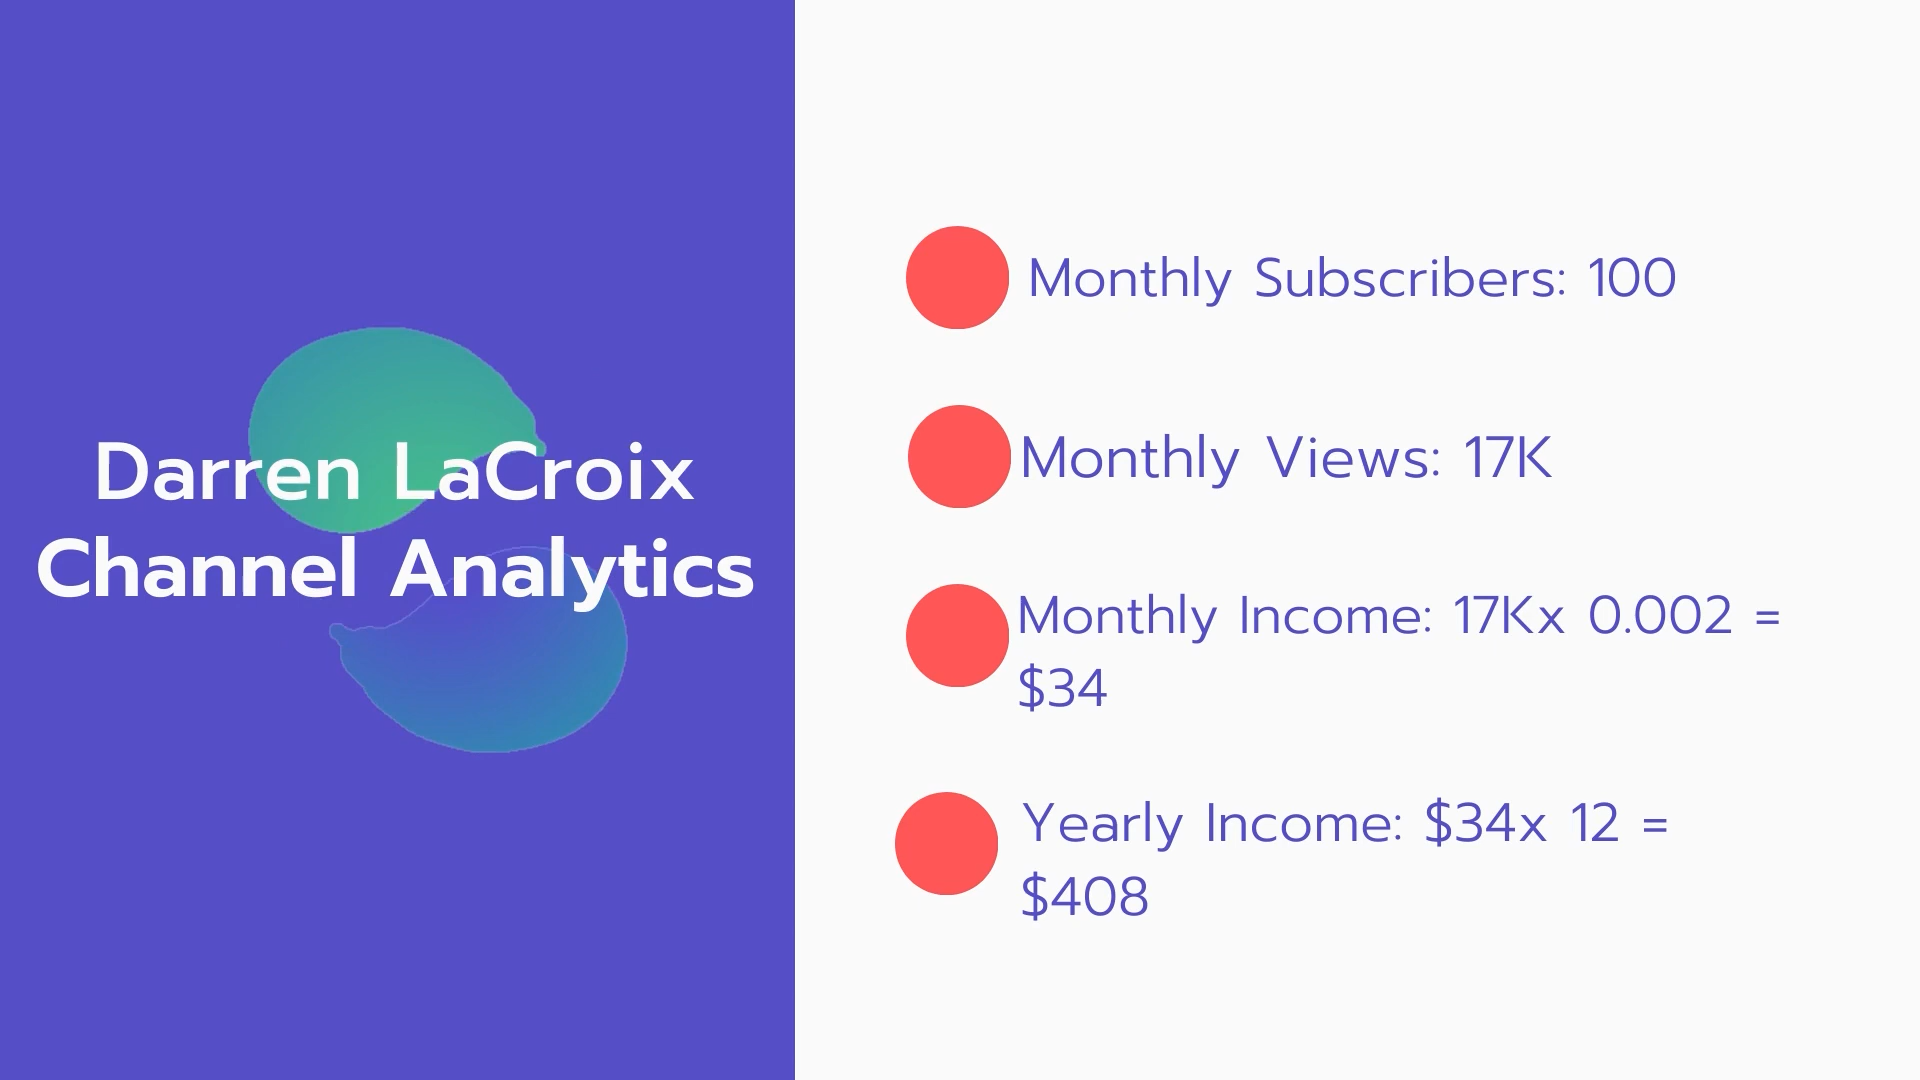 Darren LaCroix
Channel Analytics
Monthly Subscribers: 100
Monthly Views: 17K
Monthly Income: 17Kx 0.002 =
$34
Yearly Income: $34x 12 =
$408